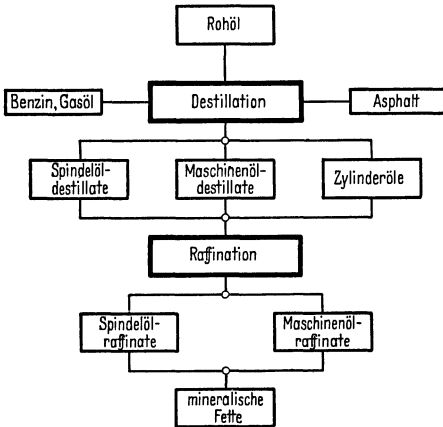 Rohöl
Benzin, Gasöl
Destillation
Asphalt
Spindelöl-
destillate
Maschinenöl-
destillate
Zylinderöle
Raffination
Spindelöl-
raffinate
Maschinenöl-
raffinate
mineralische
Fette